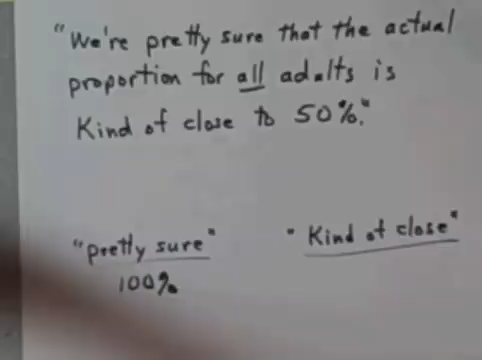 "We're pretty sure that the actual
proportion for all adults is
Kind of close to 50%."
"pretty sure" "Kind of close"
100%